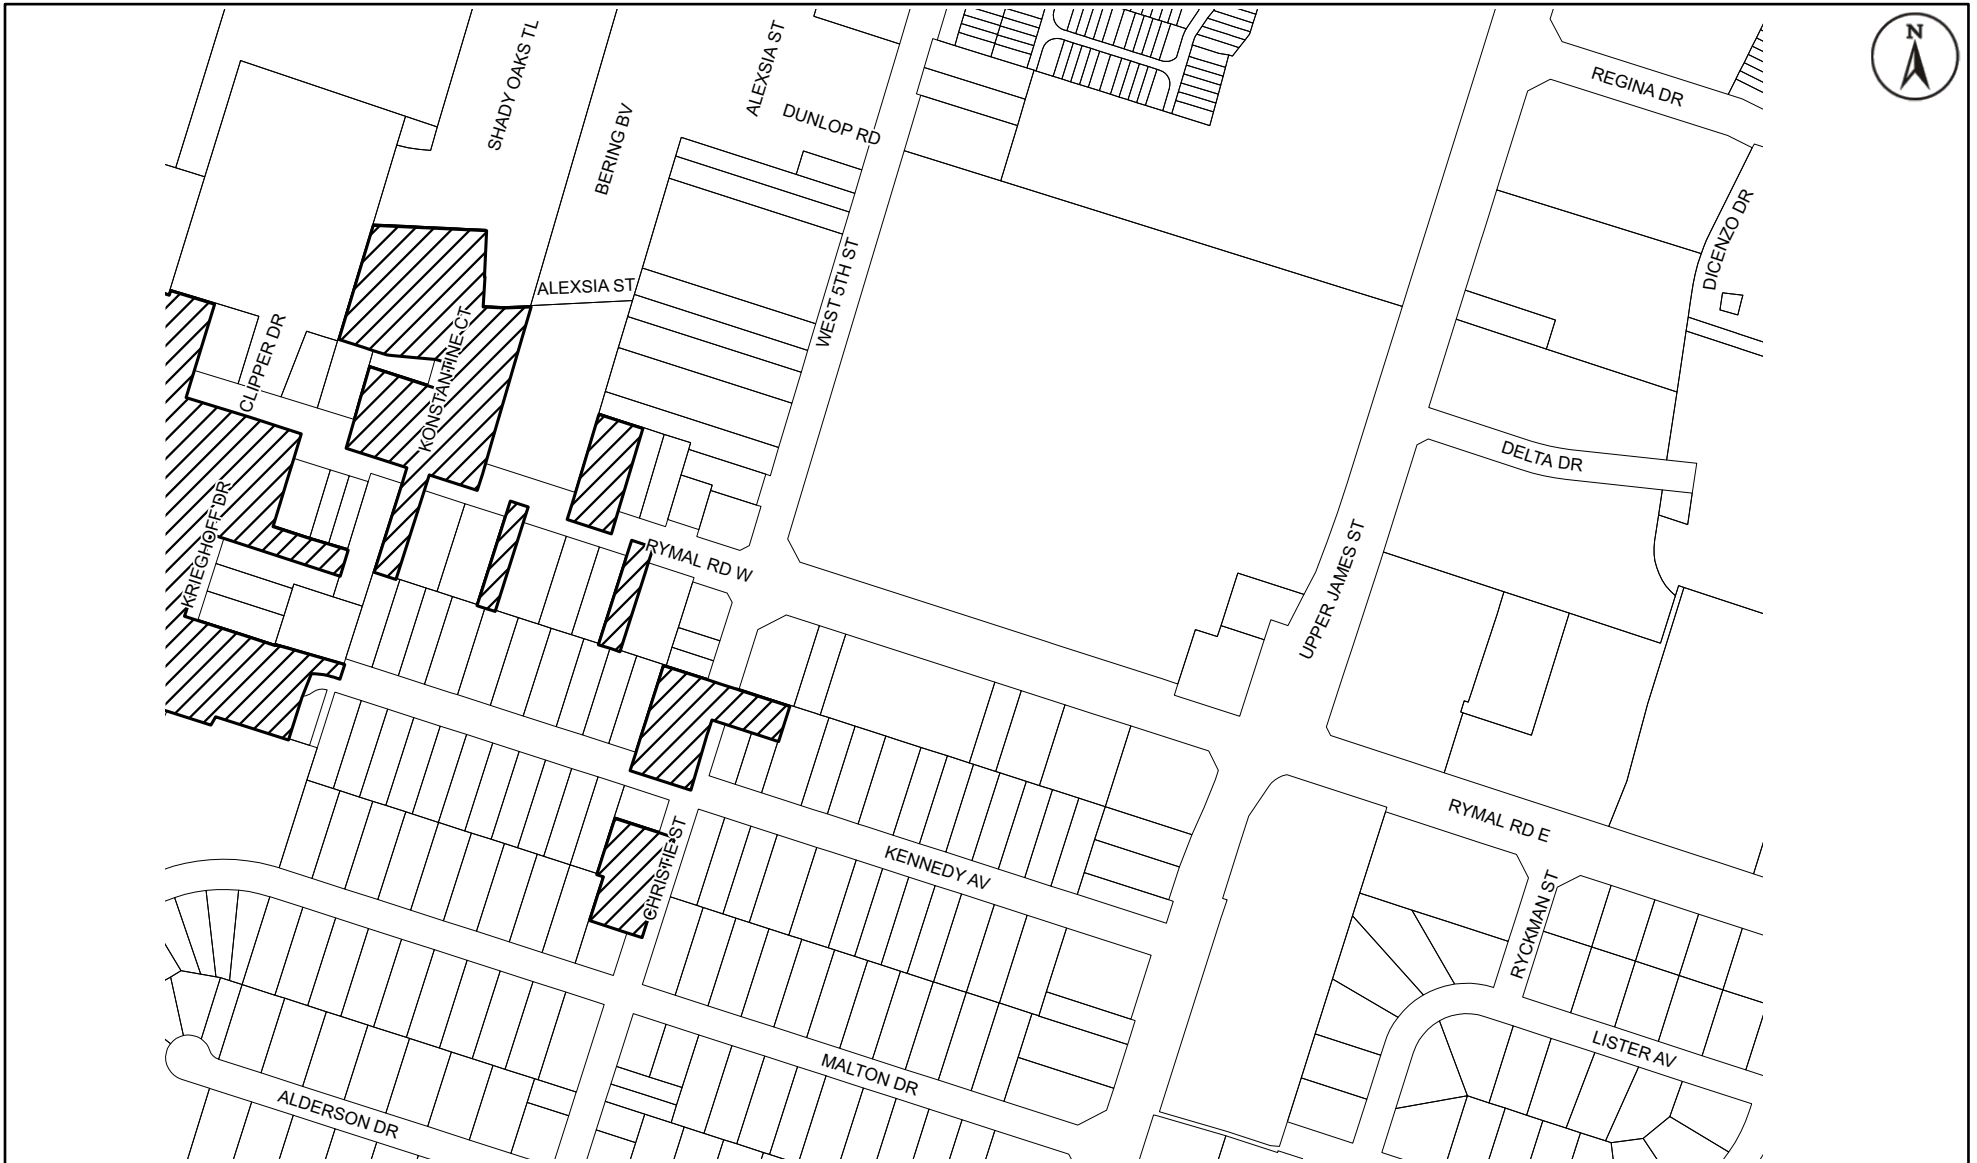 N
SHADY OAKS TL
ALEXSIA ST
REGINA DR
DUNLOP RD
BERING BV
DICENZO DR
WEST 5TH ST
ALEXSIA ST
CLIPPER DR
KONSTANTINE CT
DELTA DR
KRIEGHOFF DR
RYMAL RD W
UPPER JAMES ST
RYMAL RD E
CHRISTIE ST
KENNEDY AV
RYCKMAN ST
LISTER AV
MALTON DR
ALDERSON DR